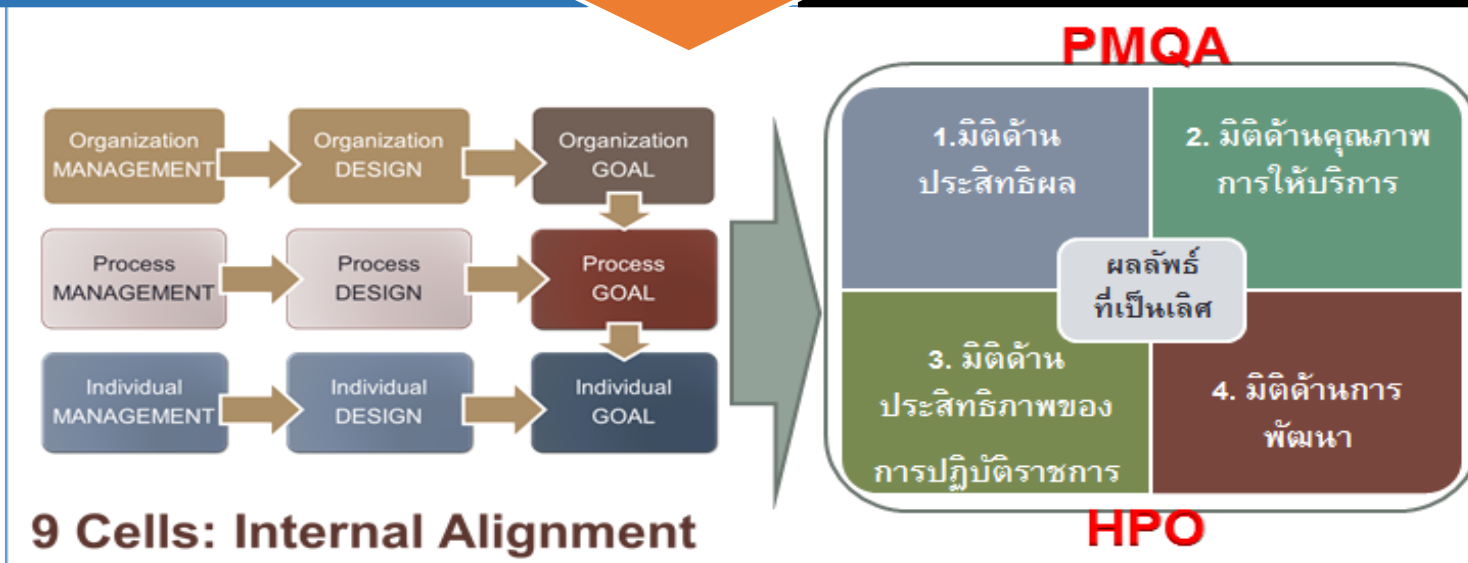 Organization
MANAGEMENT
Organization
DESIGN
Organization
GOAL
Process
MANAGEMENT
Process
DESIGN
Process
GOAL
Individual
MANAGEMENT
Individual
DESIGN
Individual
GOAL
9 Cells: Internal Alignment
PMQA
1.มิติด้าน
ประสิทธิผล
2. มิติด้านคุณภาพ
การให้บริการ
ผลลัพธ์
ที่เป็นเลิศ
3. มิติด้าน
ประสิทธิภาพของ
การปฏิบัติราชการ
4. มิติด้านการ
พัฒนา
HPO